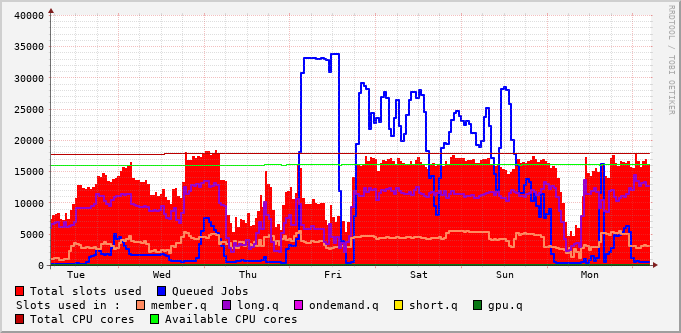 40000
35000
30000
25000
20000
15000
10000
5000
0
Tue Wed Thu Fri Sat Sun Mon
RRDTOOL / TOBI OETIKER
Total slots used Queued Jobs
Slots used in : member.q long.q ondemand.q short.q gpu.q
Total CPU cores Available CPU cores